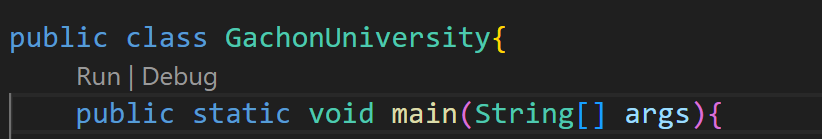 public class GachonUniversity{
Run | Debug
public static void main(String[] args){